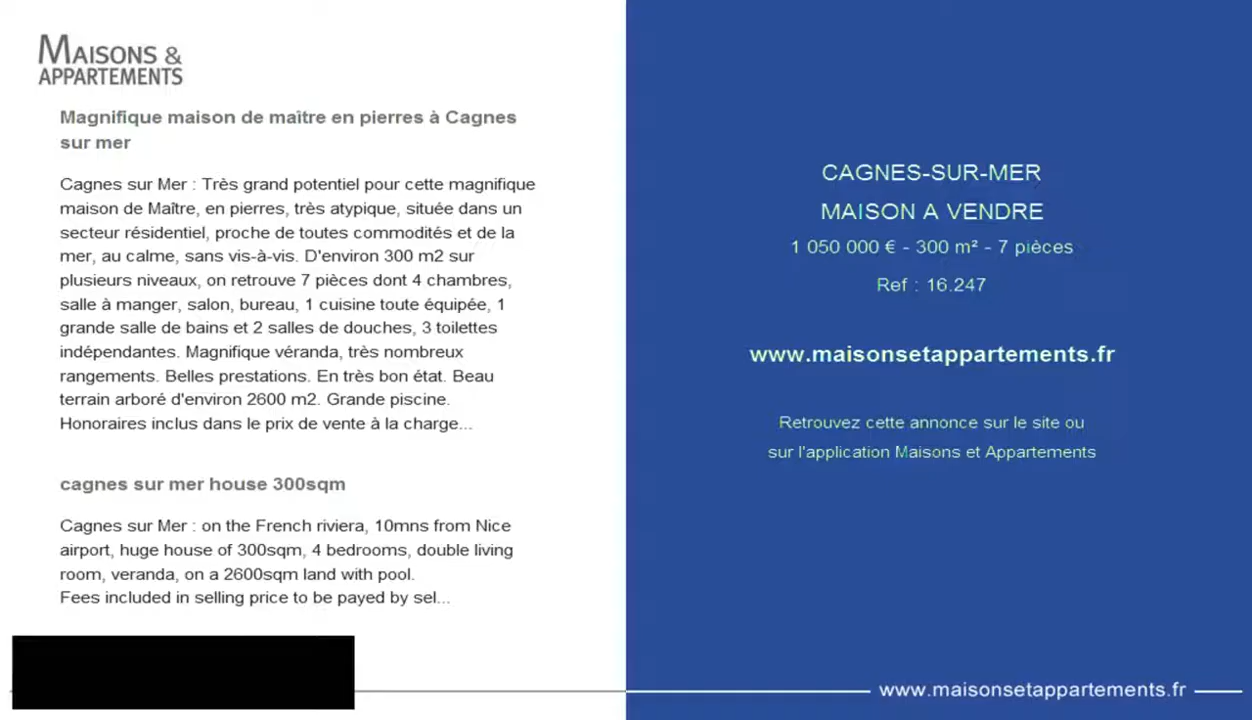 MAISONS &
APPARTEMENTS
Magnifique maison de maître en pierres à Cagnes
sur mer
Cagnes sur Mer : Très grand potentiel pour cette magnifique
maison de Maître, en pierres, très atypique, située dans un
secteur résidentiel, proche de toutes commodités et de la
mer, au calme, sans vis-à-vis. D'environ 300 m2 sur
plusieurs niveaux, on retrouve 7 pièces dont 4 chambres,
salle à manger, salon, bureau, 1 cuisine toute équipée, 1
grande salle de bains et 2 salles de douches, 3 toilettes
indépendantes. Magnifique véranda, très nombreux
rangements. Belles prestations. En très bon état. Beau
terrain arboré d'environ 2600 m2. Grande piscine.
Honoraires inclus dans le prix de vente à la charge...
cagnes sur mer house 300sqm
Cagnes sur Mer : on the French riviera, 10mns from Nice
airport, huge house of 300sqm, 4 bedrooms, double living
room, veranda, on a 2600sqm land with pool.
Fees included in selling price to be payed by sel...
CAGNES-SUR-MER
MAISON A VENDRE
1 050 000 € - 300 m² - 7 pièces
Ref : 16.247
www.maisonsetappartements.fr
Retrouvez cette annonce sur le site ou
sur l'application Maisons et Appartements
www.maisonsetappartements.fr